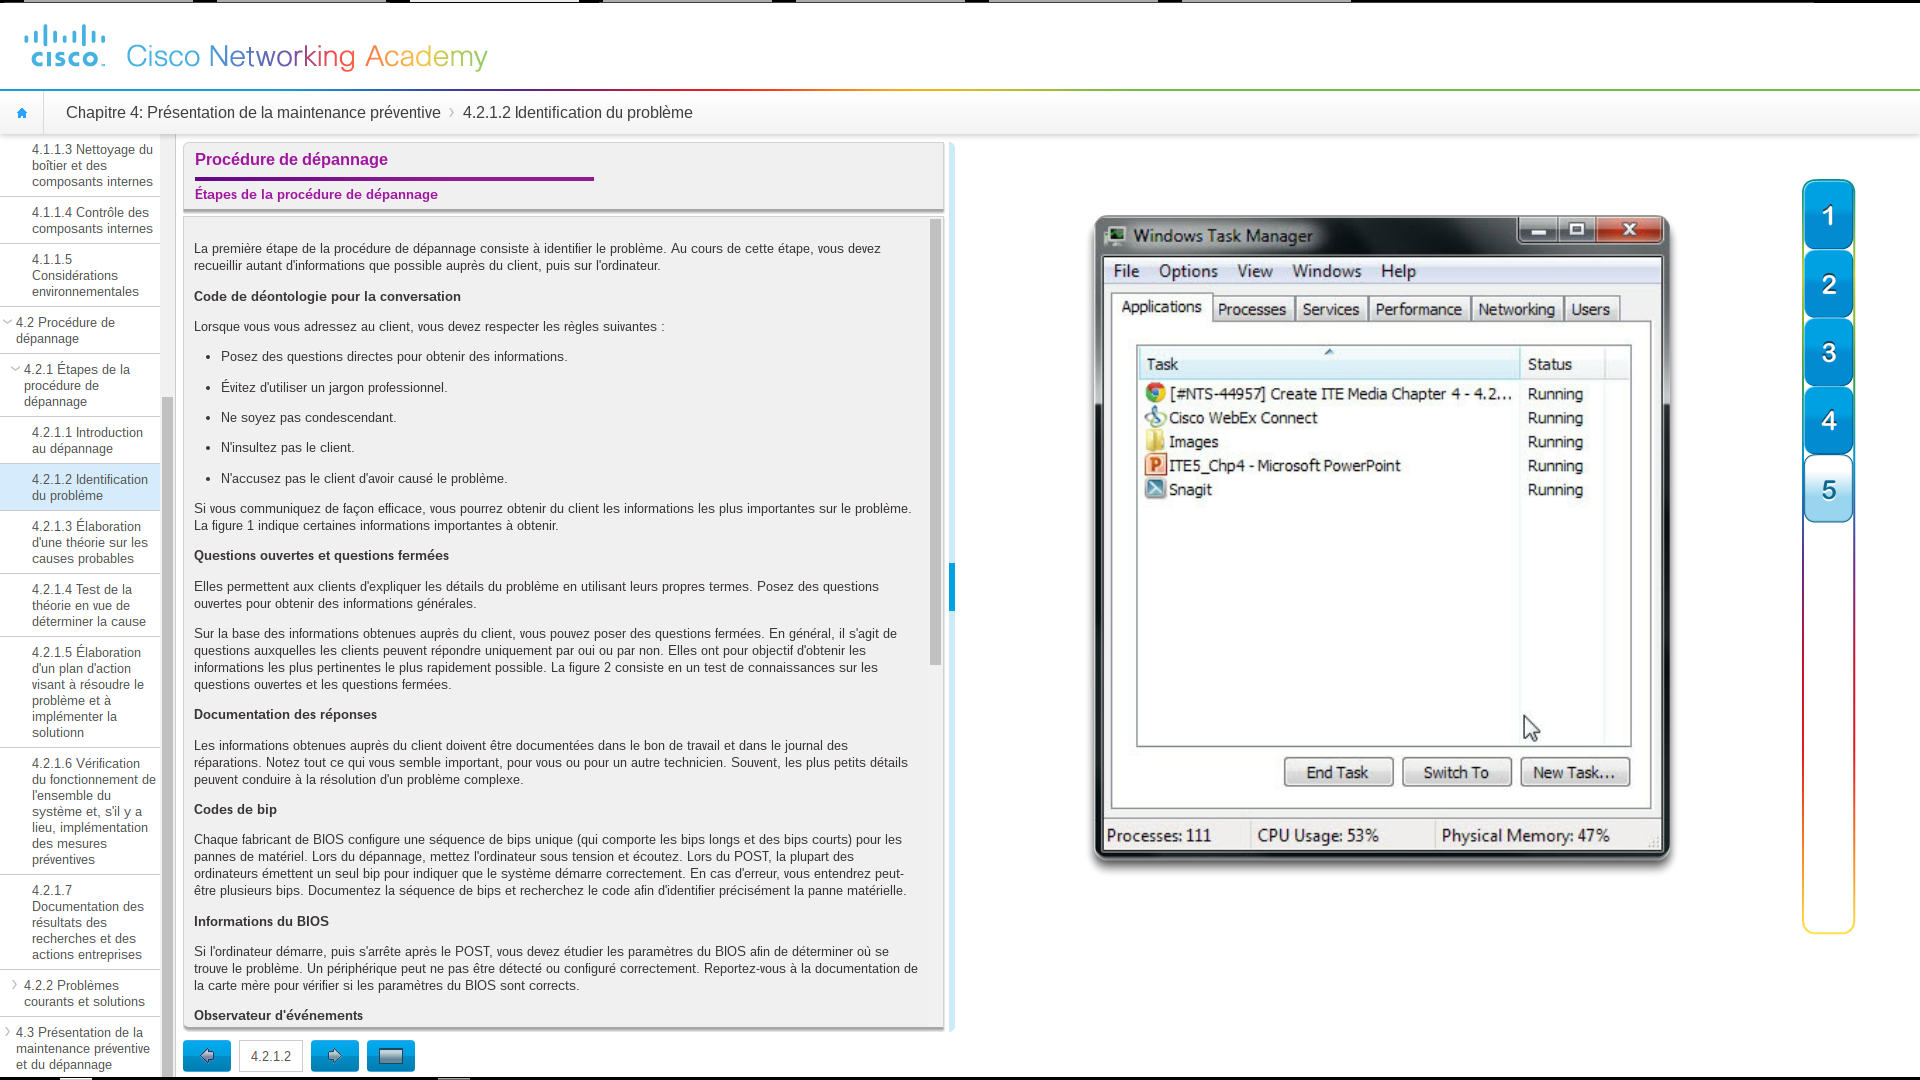 cisco
Cisco Networking Academy
Chapitre 4: Présentation de la maintenance préventive
4.2.1.2 Identification du problème
4.1.1.3 Nettoyage du
boîtier et des
composants internes
4.1.1.4 Contrôle des
composants internes
4.1.1.5
Considérations
environnementales
4.2 Procédure de
dépannage
4.2.1 Étapes de la
procédure de
dépannage
4.2.1.1 Introduction
au dépannage
4.2.1.2 Identification
du problème
4.2.1.3 Élaboration
d'une théorie sur les
causes probables
4.2.1.4 Test de la
théorie en vue de
déterminer la cause
4.2.1.5 Élaboration
d'un plan d'action
visant à résoudre le
problème et à
implémenter la
solutionn
4.2.1.6 Vérification
du fonctionnement de
l'ensemble du
système et, s'il y a
lieu, implémentation
des mesures
préventives
4.2.1.7
Documentation des
résultats des
recherches et des
actions entreprises
4.2.2 Problèmes
courants et solutions
4.3 Présentation de la
maintenance préventive
et du dépannage
Procédure de dépannage
Étapes de la procédure de dépannage
La première étape de la procédure de dépannage consiste à identifier le problème. Au cours de cette étape, vous devez
recueillir autant d'informations que possible auprès du client, puis sur l'ordinateur.
Code de déontologie pour la conversation
Lorsque vous vous adressez au client, vous devez respecter les règles suivantes :
• Posez des questions directes pour obtenir des informations.
• Évitez d'utiliser un jargon professionnel.
• Ne soyez pas condescendant.
• N'insultez pas le client.
• N'accusez pas le client d'avoir causé le problème.
Si vous communiquez de façon efficace, vous pourrez obtenir du client les informations les plus importantes sur le problème.
La figure 1 indique certaines informations importantes à obtenir.
Questions ouvertes et questions fermées
Elles permettent aux clients d'expliquer les détails du problème en utilisant leurs propres termes. Posez des questions
ouvertes pour obtenir des informations générales.
Sur la base des informations obtenues auprès du client, vous pouvez poser des questions fermées. En général, il s'agit de
questions auxquelles les clients peuvent répondre uniquement par oui ou par non. Elles ont pour objectif d'obtenir les
informations les plus pertinentes le plus rapidement possible. La figure 2 consiste en un test de connaissances sur les
questions ouvertes et les questions fermées.
Documentation des réponses
Les informations obtenues auprès du client doivent être documentées dans le bon de travail et dans le journal des
réparations. Notez tout ce qui vous semble important, pour vous ou pour un autre technicien. Souvent, les plus petits détails
peuvent conduire à la résolution d'un problème complexe.
Codes de bip
Chaque fabricant de BIOS configure une séquence de bips unique (qui comporte les bips longs et des bips courts) pour les
pannes de matériel. Lors du dépannage, mettez l'ordinateur sous tension et écoutez. Lors du POST, la plupart des
ordinateurs émettent un seul bip pour indiquer que le système démarre correctement. En cas d'erreur, vous entendrez peut-
être plusieurs bips. Documentez la séquence de bips et recherchez le code afin d'identifier précisément la panne matérielle.
Informations du BIOS
Si l'ordinateur démarre, puis s'arrête après le POST, vous devez étudier les paramètres du BIOS afin de déterminer où se
trouve le problème. Un périphérique peut ne pas être détecté ou configuré correctement. Reportez-vous à la documentation de
la carte mère pour vérifier si les paramètres du BIOS sont corrects.
Observateur d'événements
4.2.1.2
Windows Task Manager
File Options View Windows Help
Applications Processes Services Performance Networking Users
Task Status
[#NTS-44957] Create ITE Media Chapter 4 - 4.2... Running
Cisco WebEx Connect Running
Images Running
ITE5_Chp4 - Microsoft PowerPoint Running
Snagit Running
End Task Switch To New Task...
Processes: 111 CPU Usage: 53% Physical Memory: 47%
1
2
3
4
5